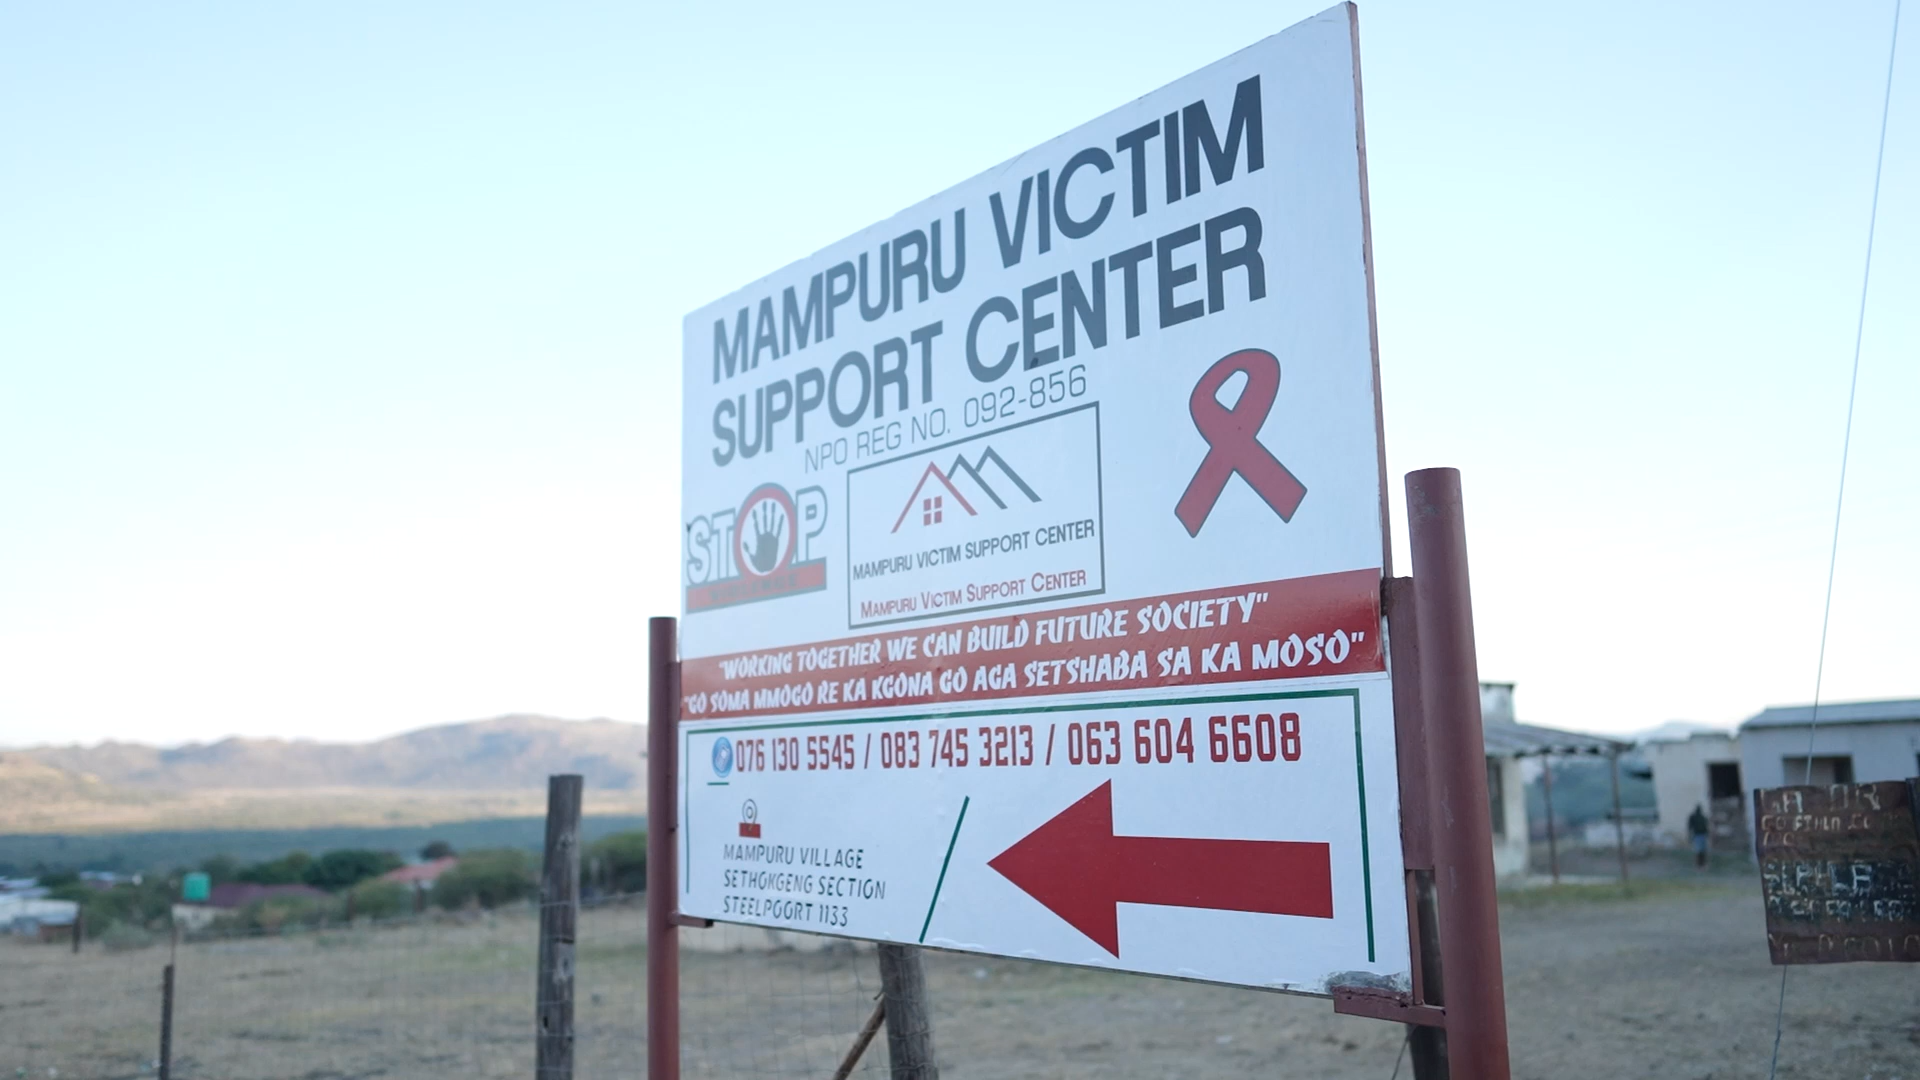 MAMPURU VICTIM
SUPPORT CENTER
NPO REG NO. 092-856
STOP
MAMPURU VICTIM SUPPORT CENTER
MAMPURU VICTIM SUPPORT CENTER
"WORKING TOGETHER WE CAN BUILD FUTURE SOCIETY"
"GO SOMA MMOGO RE KA KGONA GO AGA SETSHABA SA KA MOSO"
076 130 5545 / 083 745 3213 / 063 604 6608
MAMPURU VILLAGE
SETHOKGENG SECTION
STEELPOORT 1133